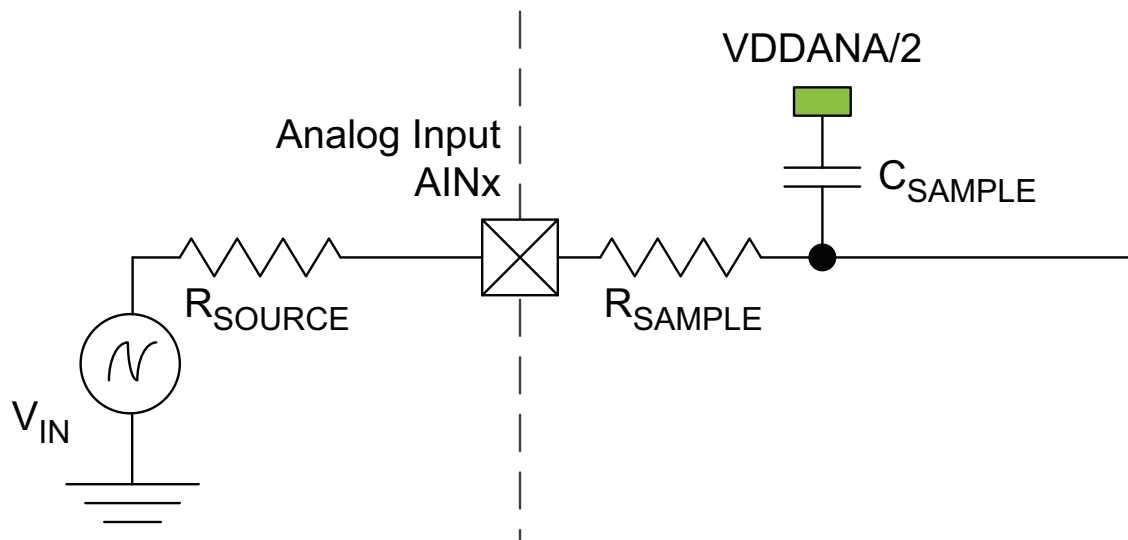 VDDANA/2
Analog Input
AINx
CSAMPLE
RSOURCE
RSAMPLE
VIN